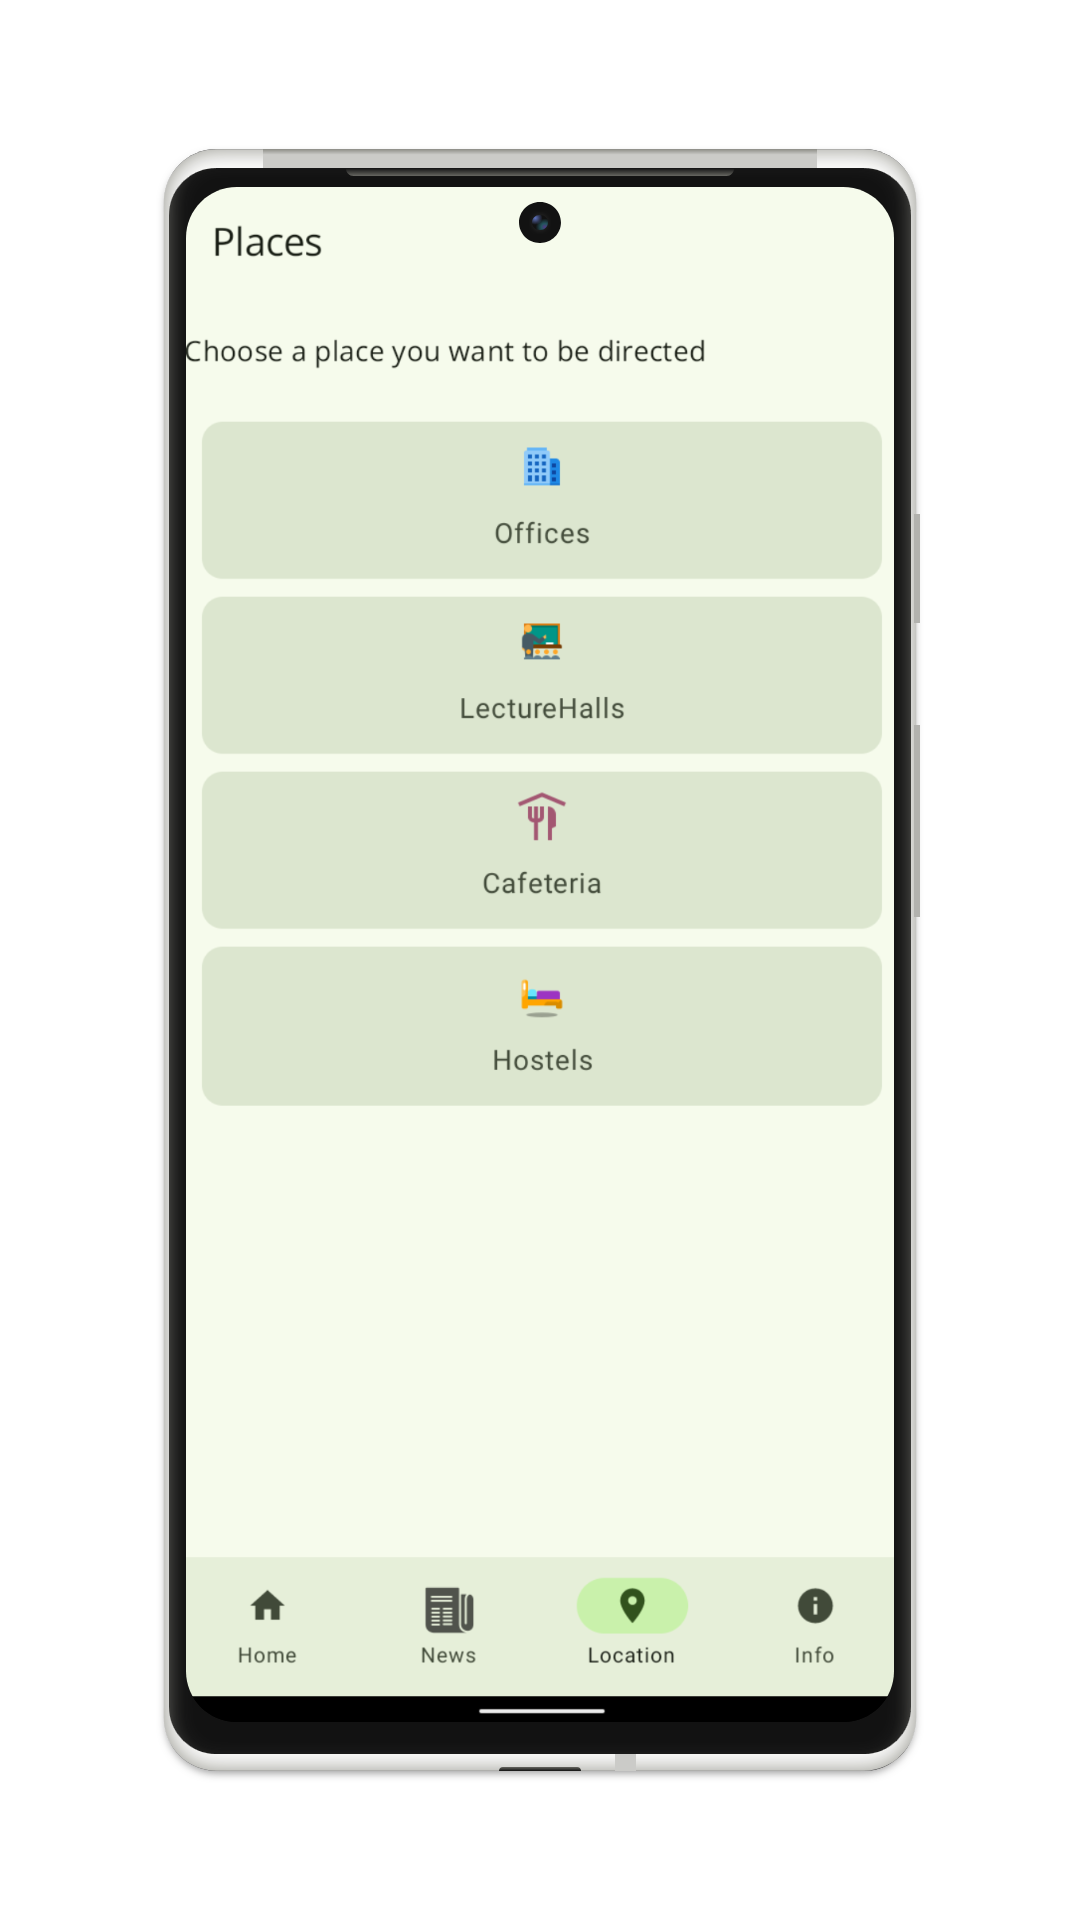 Places
Choose a place you want to be directed
Offices
LectureHalls
Cafeteria
Hostels
Home
News
Location
Info